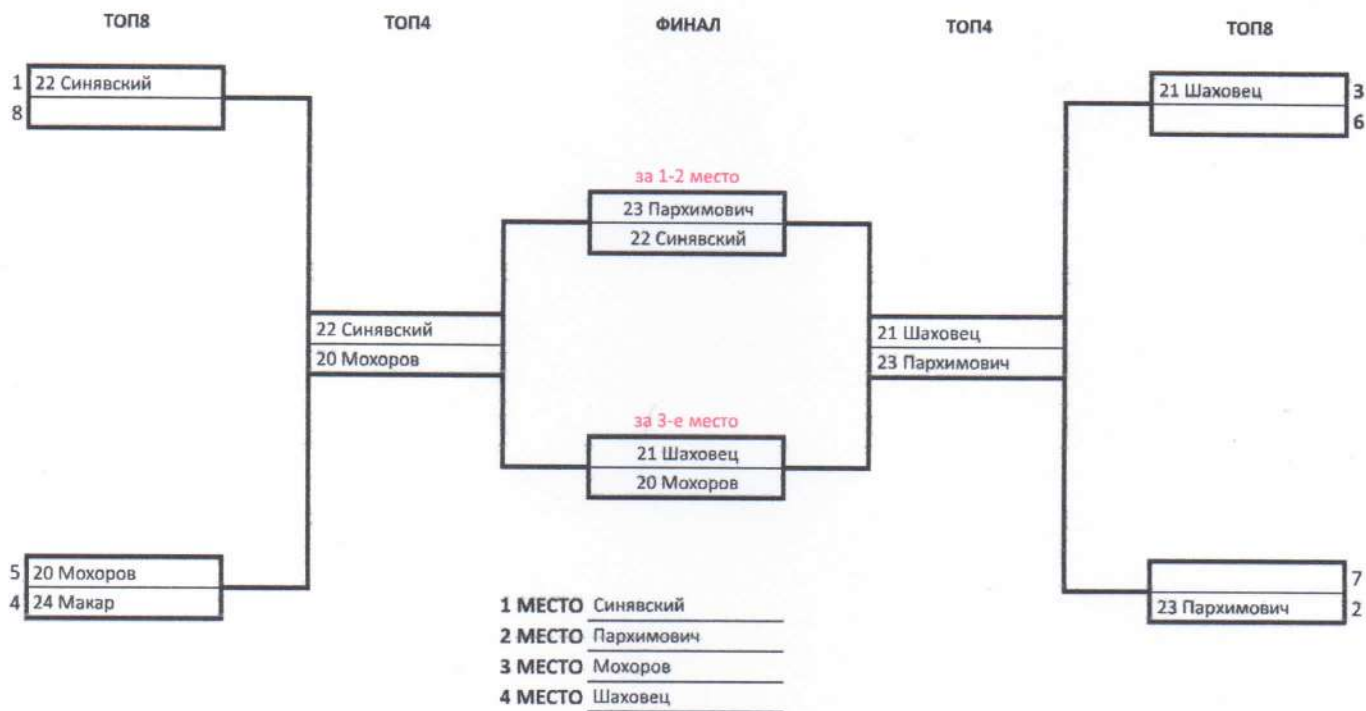 ТОП8 ТОП4 ФИНАЛ ТОП4 ТОП8
1 22 Синявский
8
21 Шаховец 3
6
за 1-2 место
23 Пархимович
22 Синявский
22 Синявский
20 Мохоров
21 Шаховец
23 Пархимович
за 3-е место
21 Шаховец
20 Мохоров
5 20 Мохоров
4 24 Макар
7
23 Пархимович 2
1 МЕСТО Синявский
2 МЕСТО Пархимович
3 МЕСТО Мохоров
4 МЕСТО Шаховец